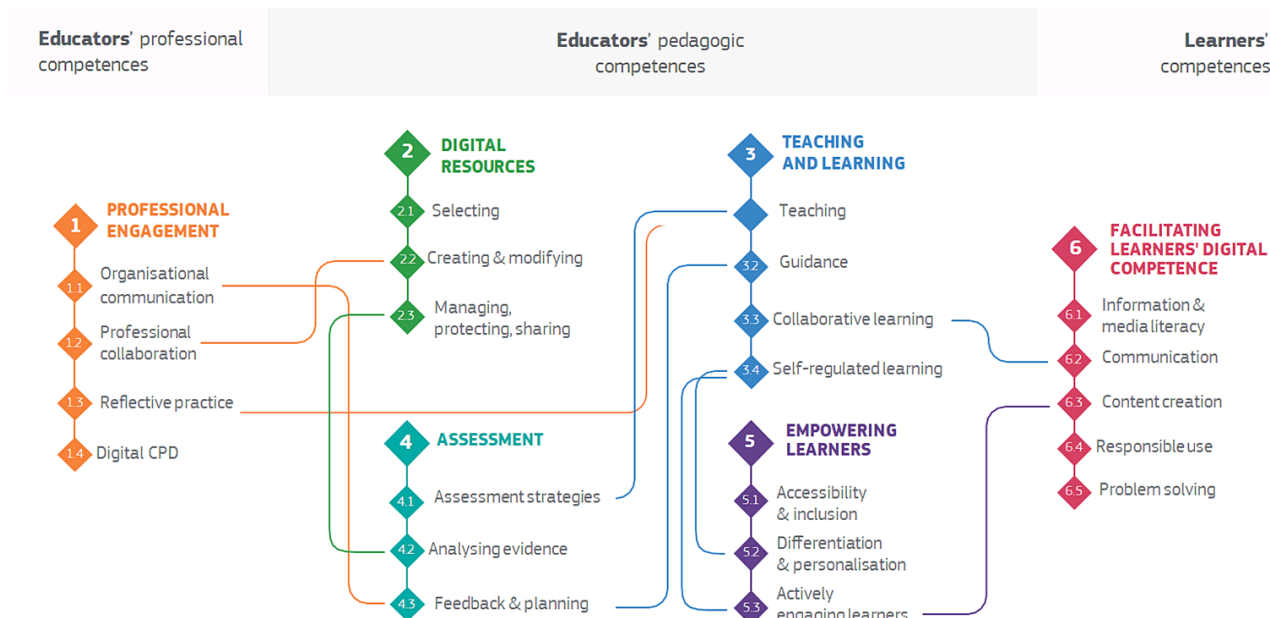 Educators' professional
competences
Educators' pedagogic
competences
Learners'
competences
1
PROFESSIONAL
ENGAGEMENT
1.1
Organisational
communication
1.2
Professional
collaboration
1.3
Reflective practice
1.4
Digital CPD
2
DIGITAL
RESOURCES
2.1
Selecting
2.2
Creating & modifying
2.3
Managing,
protecting, sharing
4
ASSESSMENT
4.1
Assessment strategies
4.2
Analysing evidence
4.3
Feedback & planning
3
TEACHING
AND LEARNING
Teaching
3.2
Guidance
3.3
Collaborative learning
3.4
Self-regulated learning
5
EMPOWERING
LEARNERS
5.1
Accessibility
& inclusion
5.2
Differentiation
& personalisation
5.3
Actively
engaging learners
6
FACILITATING
LEARNERS' DIGITAL
COMPETENCE
6.1
Information &
media literacy
6.2
Communication
6.3
Content creation
6.4
Responsible use
6.5
Problem solving